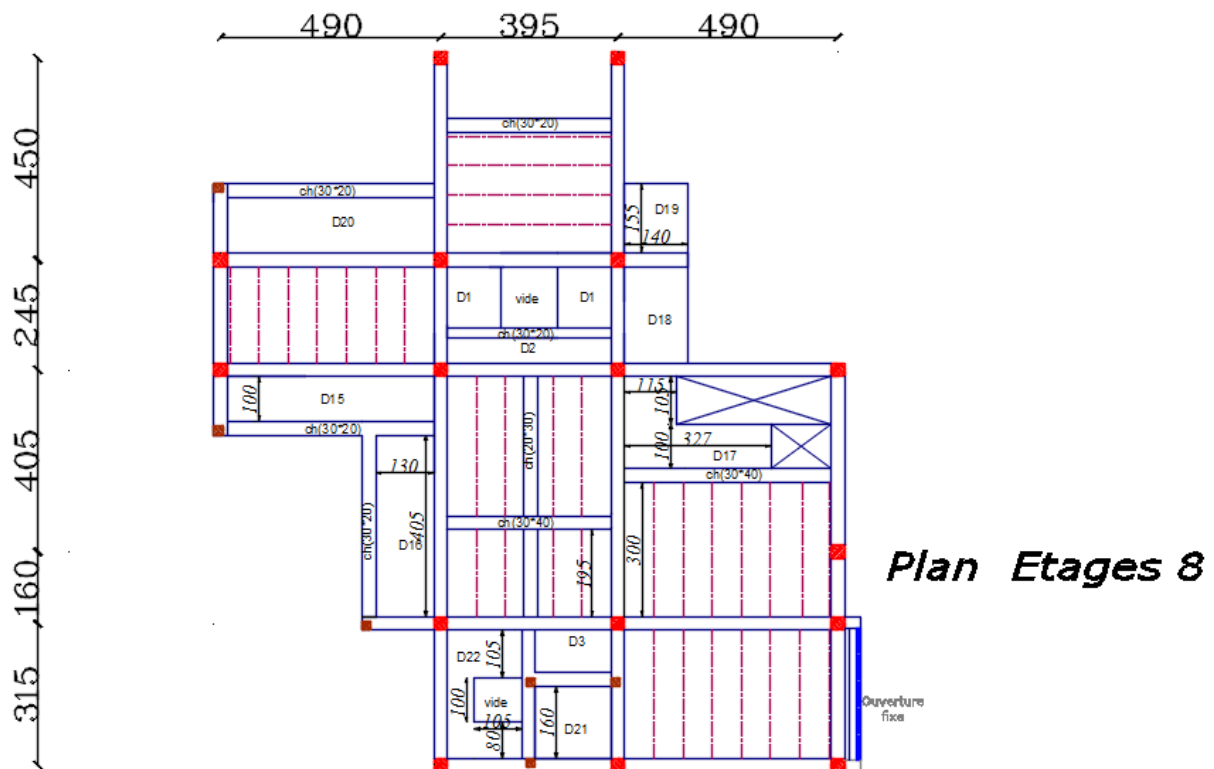 490 395 490
450
ch(30*20)
ch(30*20)
D20
155
D19
140
245
D1
vide
D1
ch(30*20)
D2
D18
405
100
D15
ch(30*20)
115
105
100
327
D17
ch(30*40)
ch(20*30)
130
ch(30*20)
405
D16
ch(30*40)
195
300
Plan Etages 8
160
315
D22
105
D3
100
vide
105
80
160
D21
Ouverture
fixe